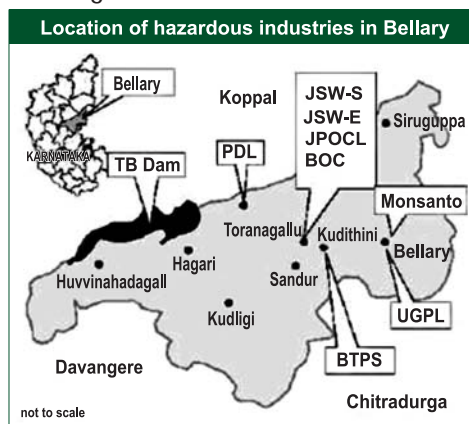 Location of hazardous industries in Bellary
Bellary
KARNATAKA
Koppal
JSW-S
JSW-E
JPOCL
BOC
Siruguppa
TB Dam
PDL
Monsanto
Toranagallu
Kudithini
Bellary
Huvvinahadagall
Hagari
Sandur
Kudligi
UGPL
BTPS
Davangere
Chitradurga
not to scale